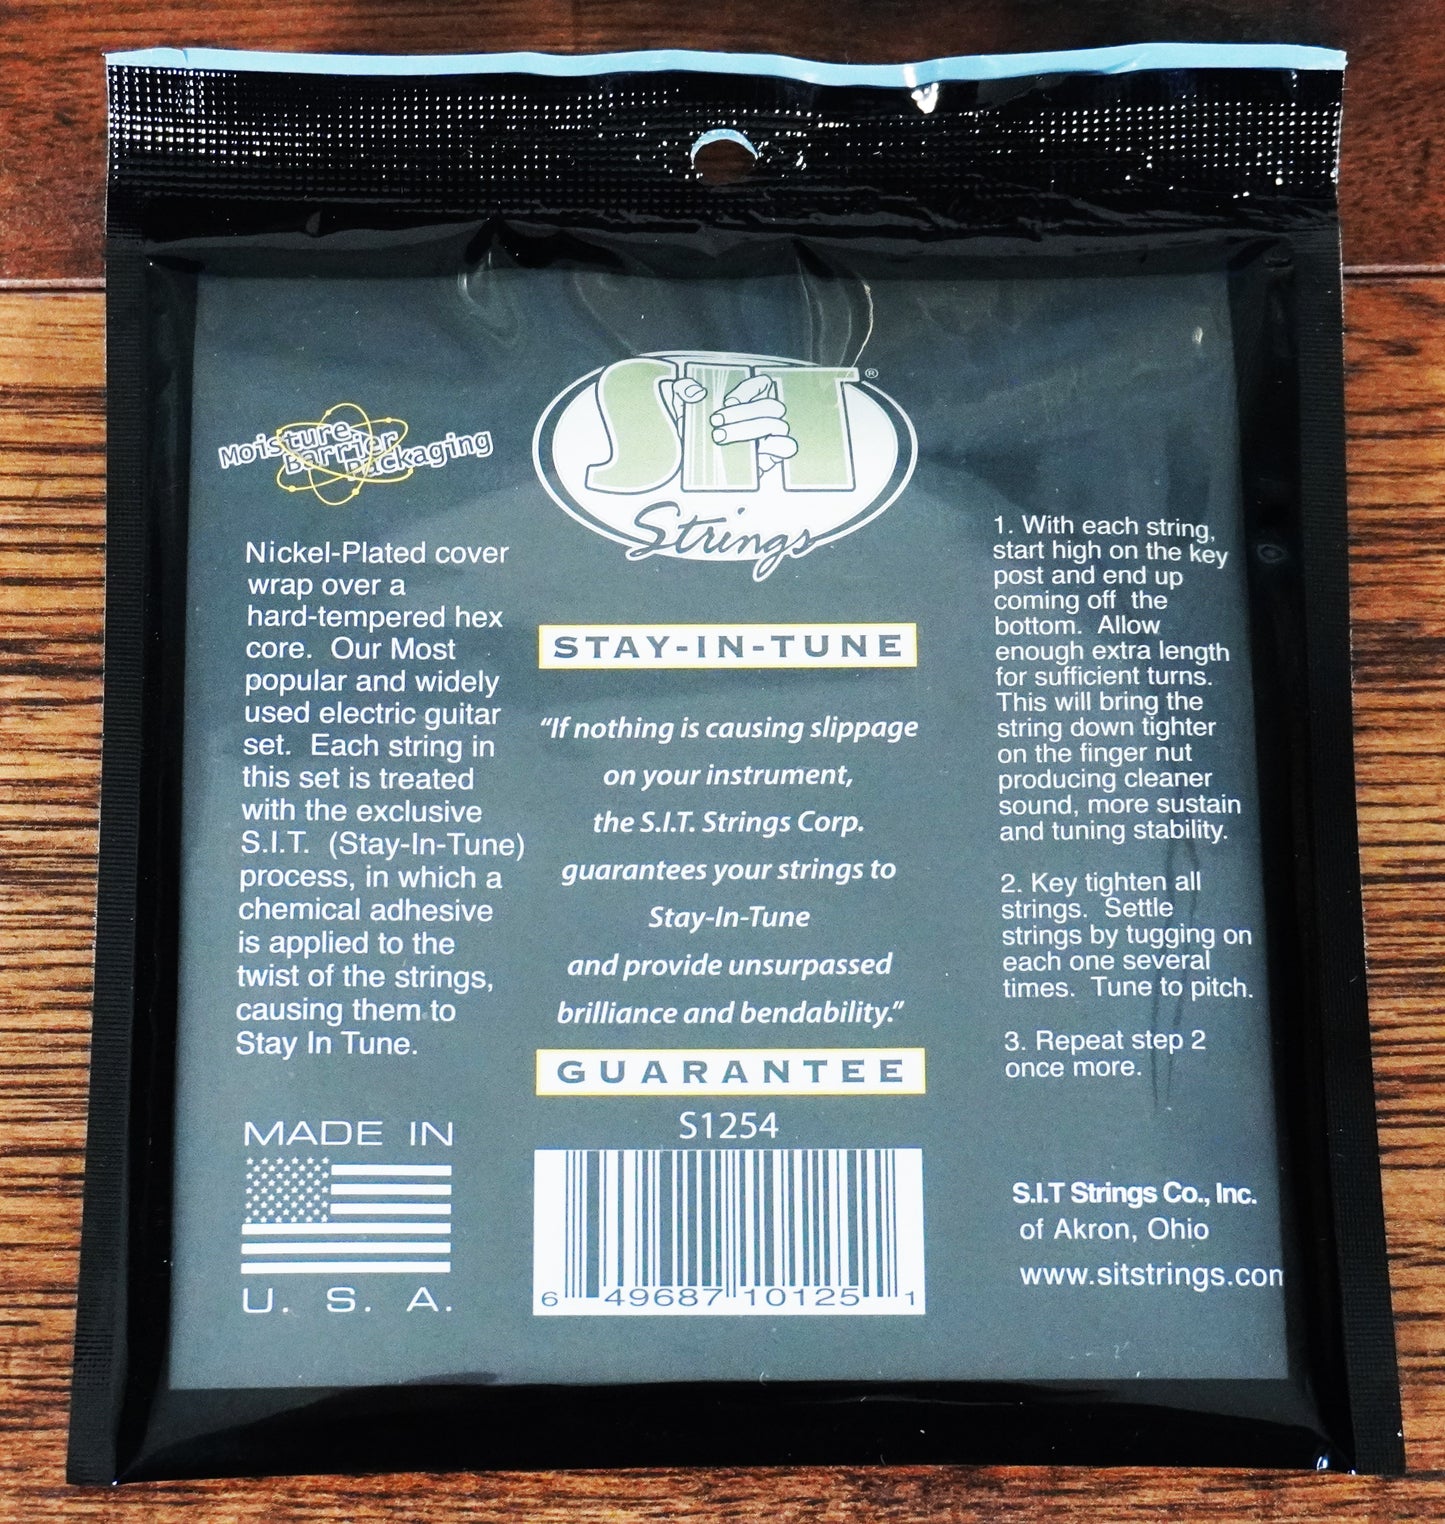 Moisture
Barrier
Packaging
Nickel-Plated cover
wrap over a
hard-tempered hex
core. Our Most
popular and widely
used electric guitar
set. Each string in
this set is treated
with the exclusive
S.I.T. (Stay-In-Tune)
process, in which a
chemical adhesive
is applied to the
twist of the strings,
causing them to
Stay In Tune.
MADE IN
U. S. A.
SIT®
Strings
STAY-IN-TUNE
“If nothing is causing slippage
on your instrument,
the S.I.T. Strings Corp.
guarantees your strings to
Stay-In-Tune
and provide unsurpassed
brilliance and bendability.”
GUARANTEE
S1254
6 49687 10125 1
1. With each string,
start high on the key
post and end up
coming off the
bottom. Allow
enough extra length
for sufficient turns.
This will bring the
string down tighter
on the finger nut
producing cleaner
sound, more sustain
and tuning stability.
2. Key tighten all
strings. Settle
strings by tugging on
each one several
times. Tune to pitch.
3. Repeat step 2
once more.
S.I.T Strings Co., Inc.
of Akron, Ohio
www.sitstrings.com